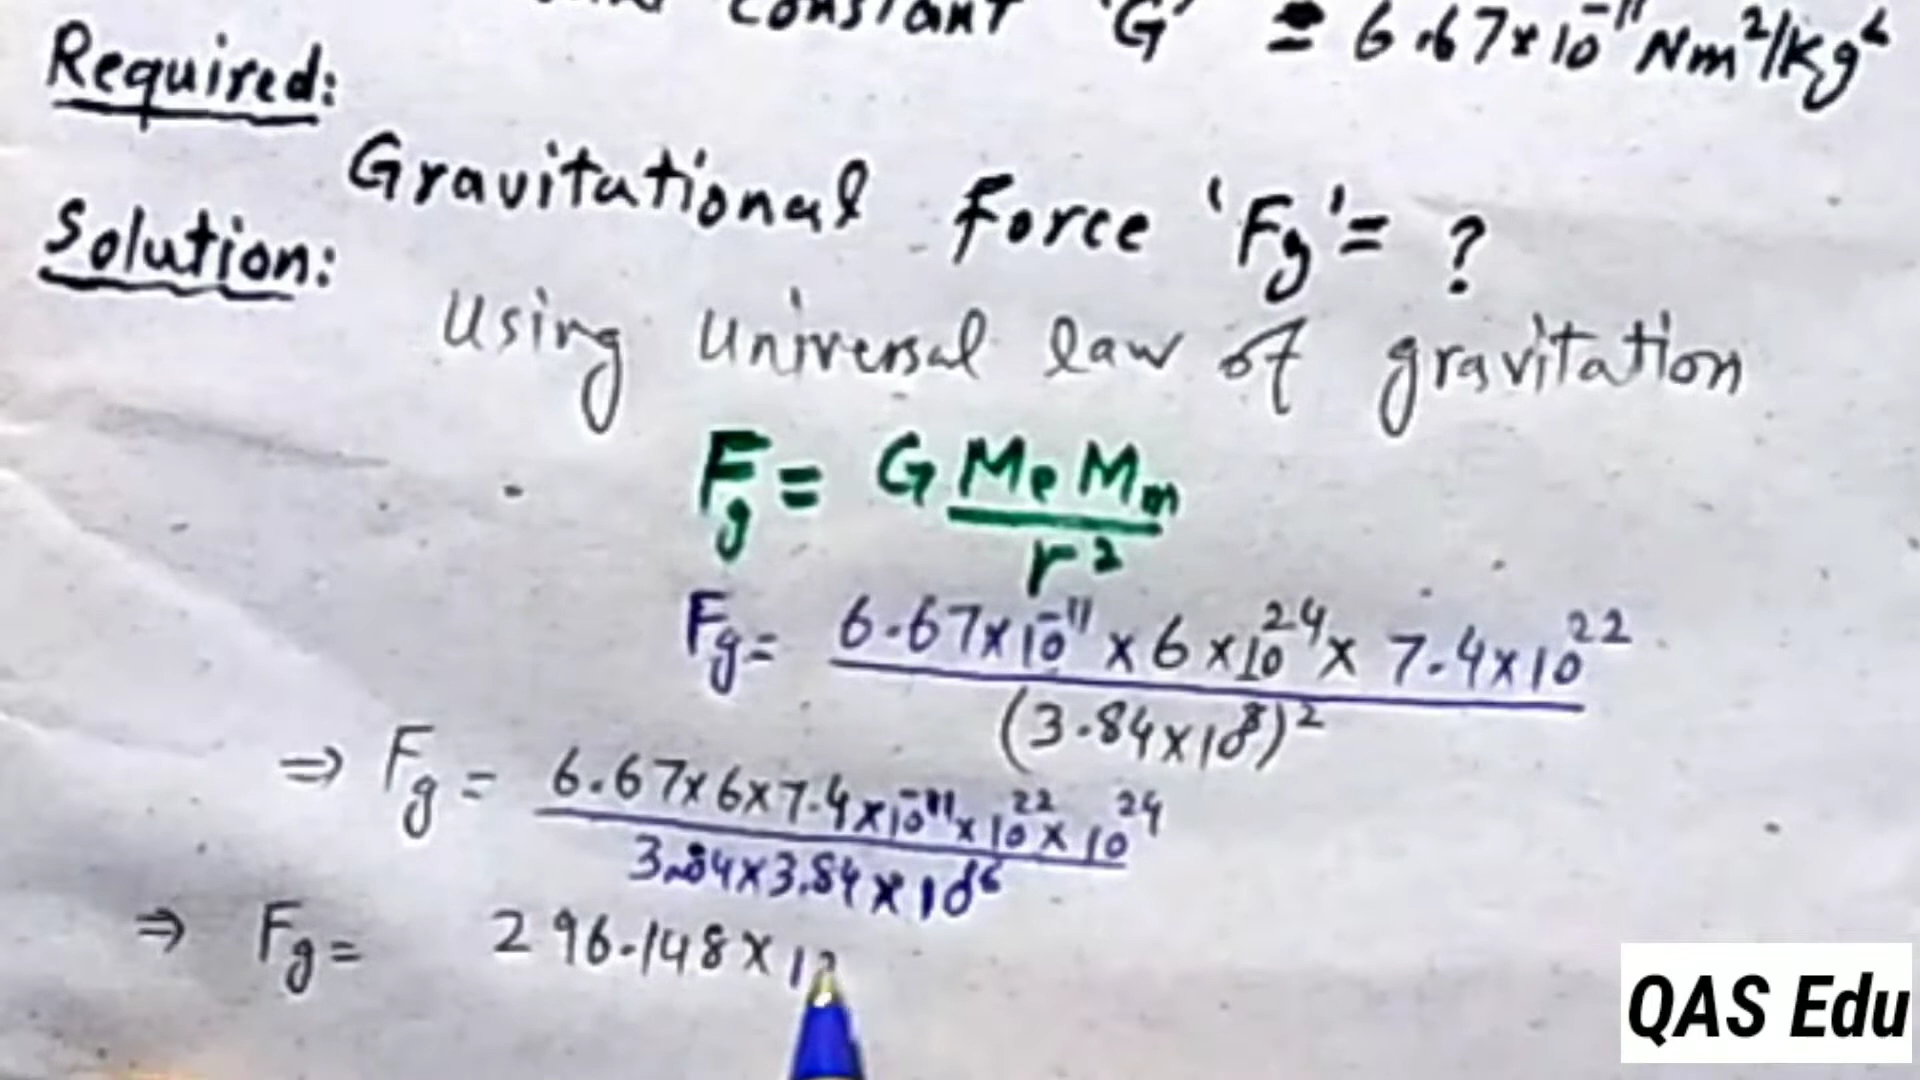 constant 'G' = 6.67×10⁻¹¹ Nm²/kg²
Required:
Gravitational Force 'Fg' = ?
Solution:
Using Universal law of gravitation
Fg = G MeMm / r²
Fg = 6.67×10⁻¹¹ × 6×10²⁴ × 7.4×10²² / (3.84×10⁸)²
⇒ Fg = 6.67×6×7.4×10⁻¹¹×10²²×10²⁴ / 3.84×3.84×10¹⁶
⇒ Fg = 296.148×1
QAS Edu